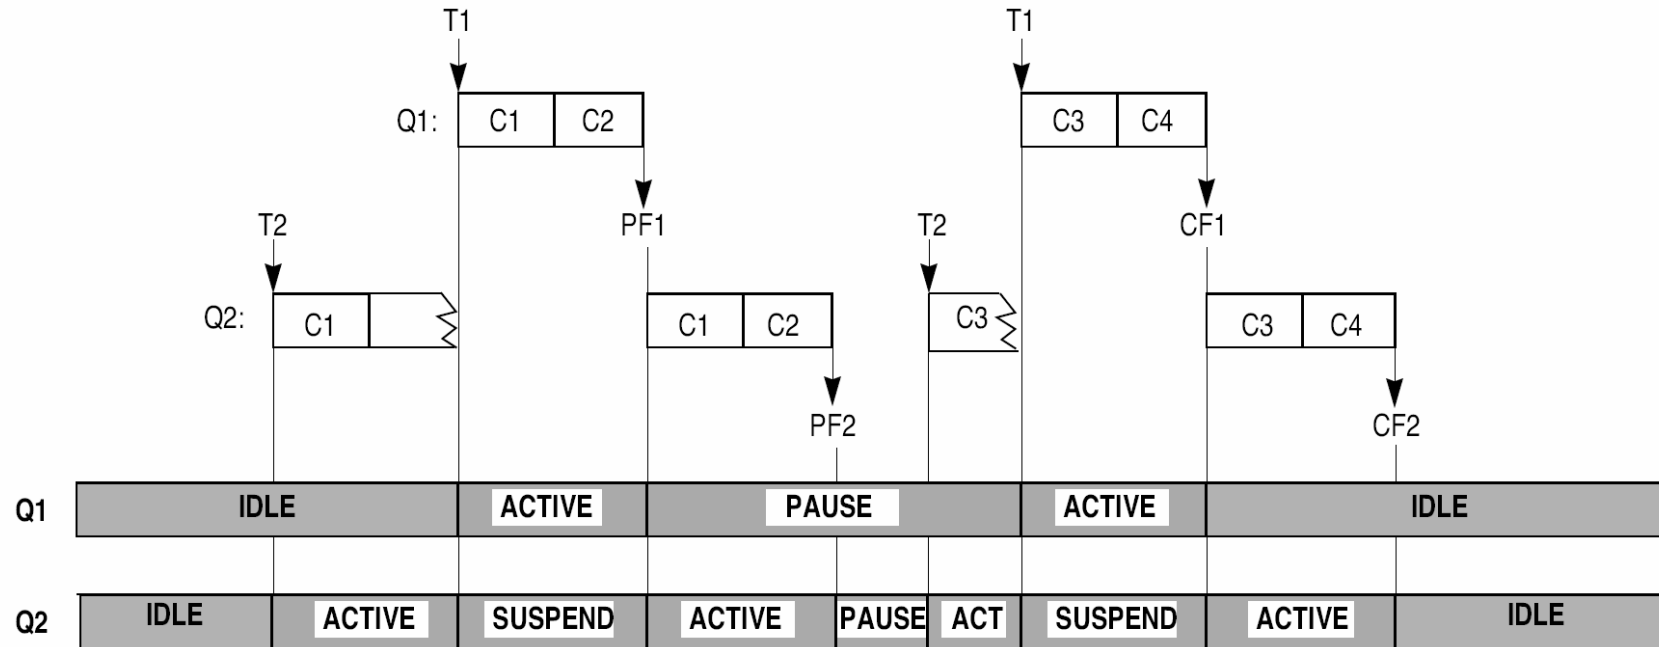 T1 T1
Q1: C1 C2 C3 C4
T2 PF1 T2 CF1
Q2: C1 C1 C2 C3 C3 C4
PF2 CF2
Q1 IDLE ACTIVE PAUSE ACTIVE IDLE
Q2 IDLE ACTIVE SUSPEND ACTIVE PAUSE ACT SUSPEND ACTIVE IDLE